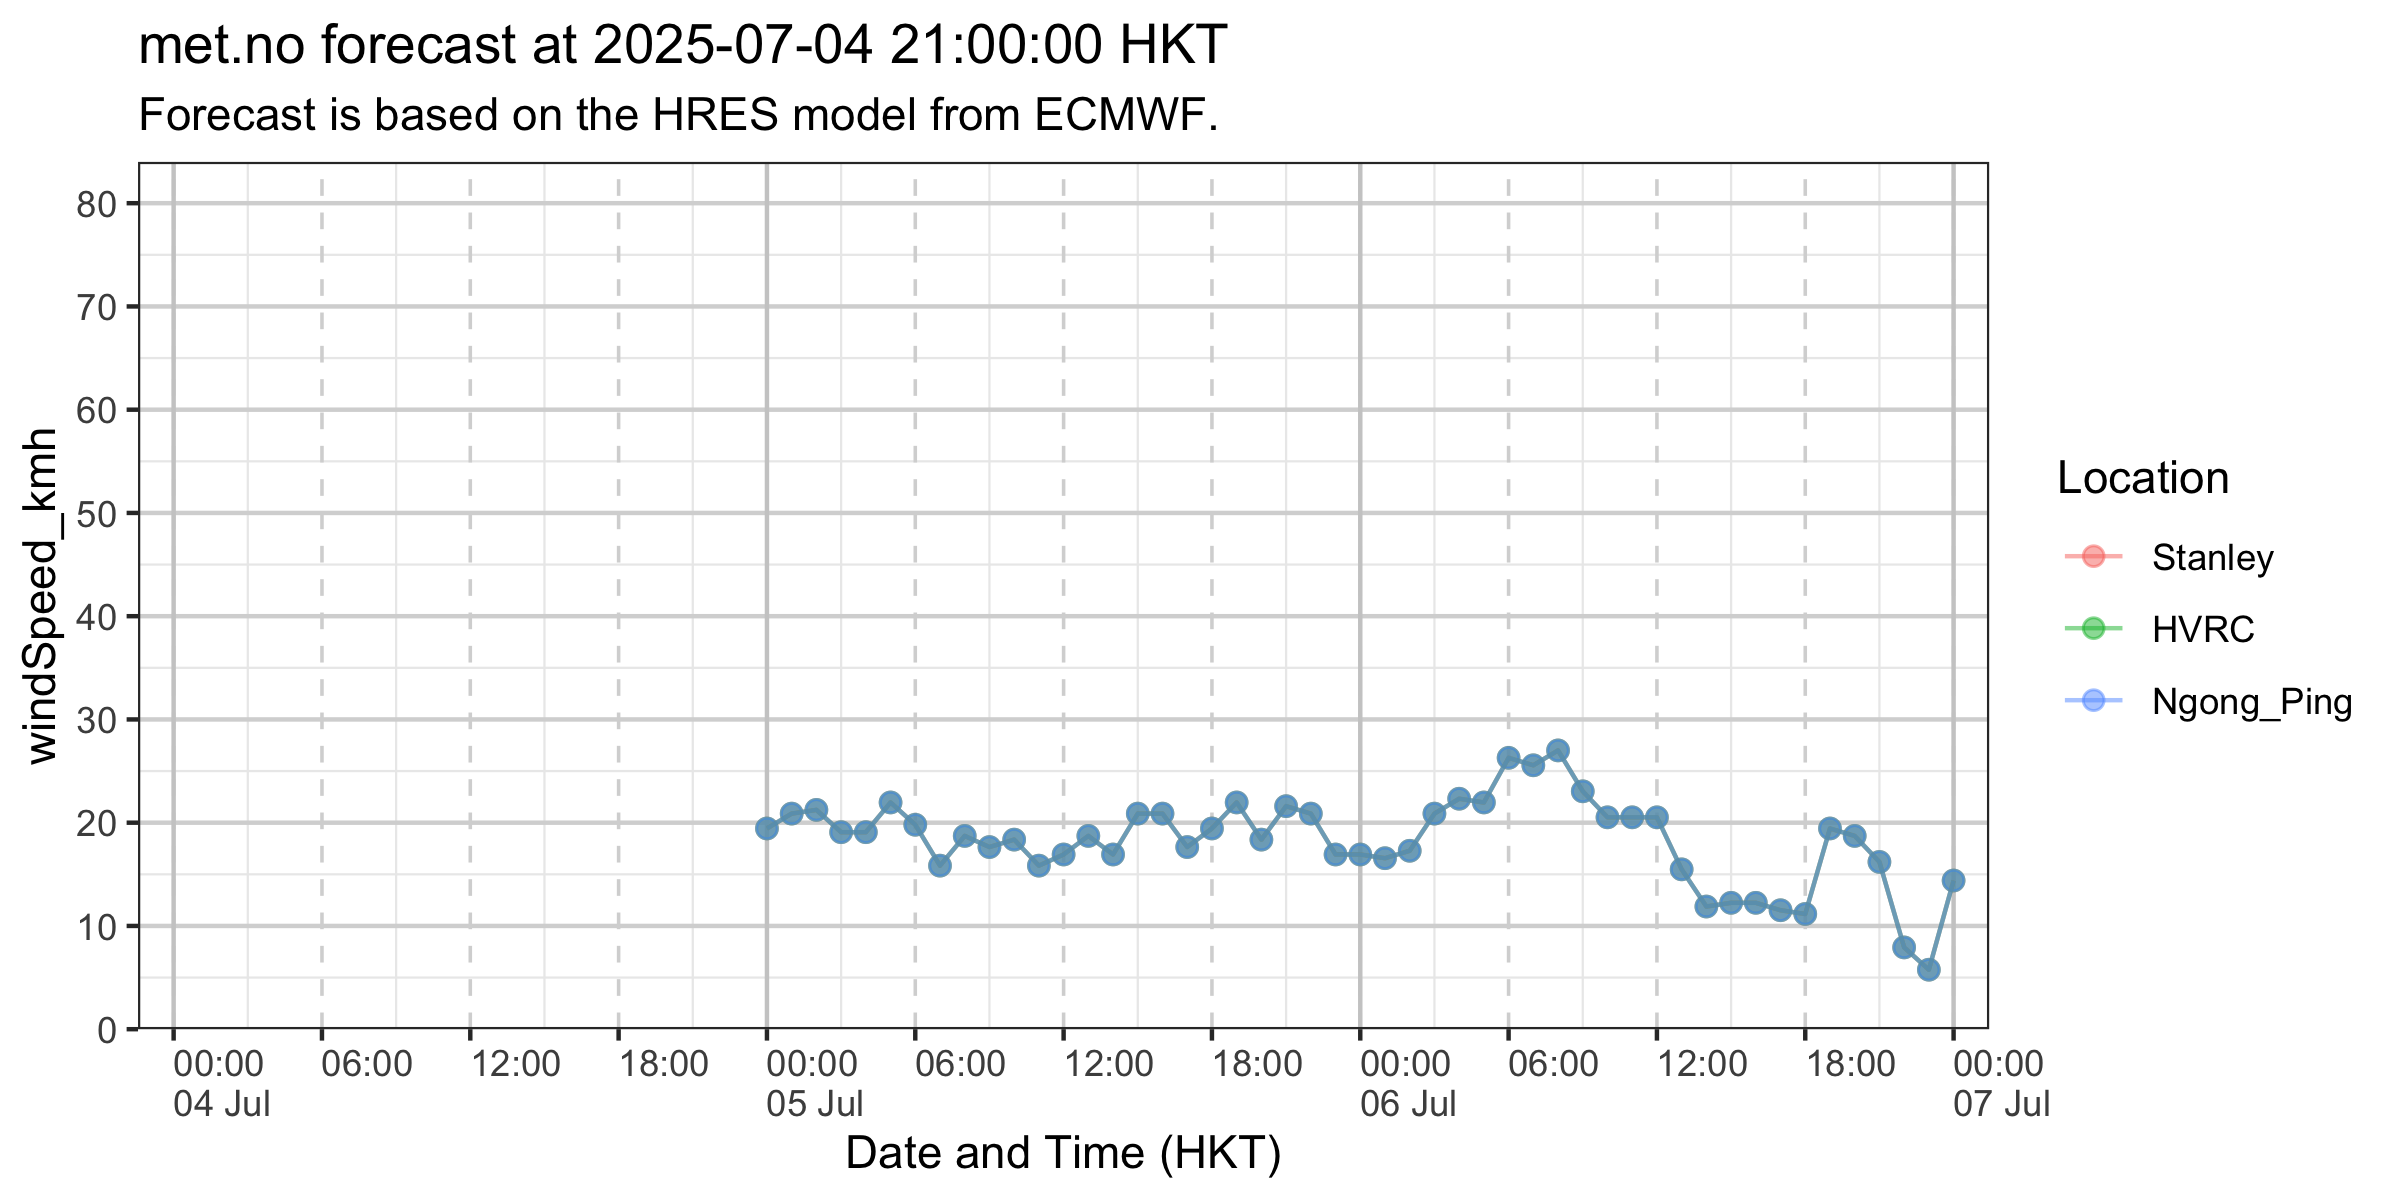 met.no forecast at 2025-07-04 21:00:00 HKT
Forecast is based on the HRES model from ECMWF.
windSpeed_kmh
80
70
60
50
40
30
20
10
0
00:00 06:00 12:00 18:00 00:00 06:00 12:00 18:00 00:00 06:00 12:00 18:00 00:00
04 Jul 05 Jul 06 Jul 07 Jul
Date and Time (HKT)
Location
Stanley
HVRC
Ngong_Ping